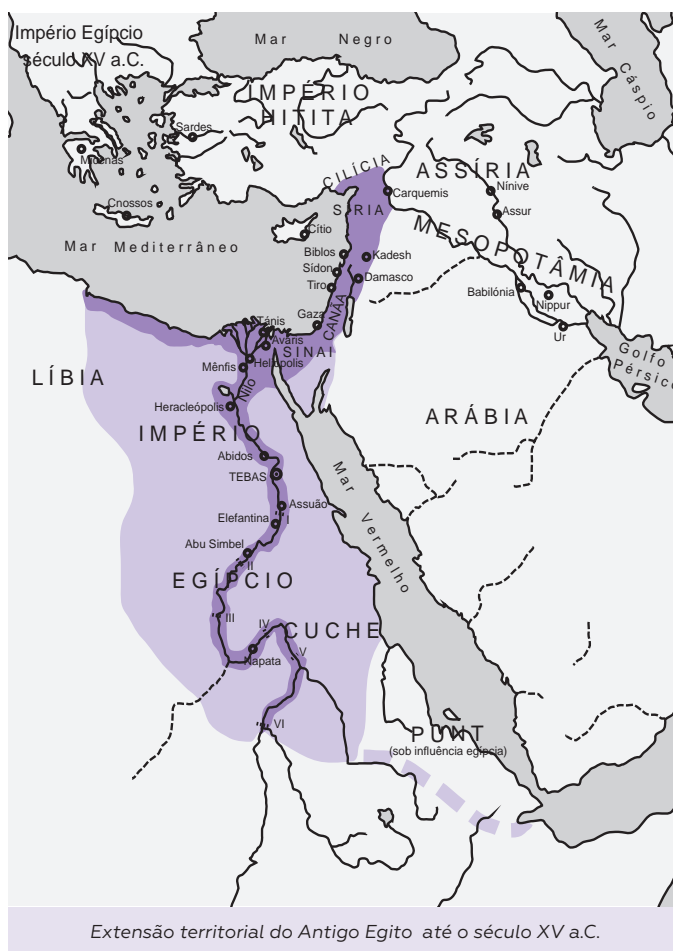 Império Egípcio
século XV a.C.
Mar Negro
Mar Cáspio
IMPÉRIO
HITITA
Sardes
Micenas
CILÍCIA
ASSÍRIA
Carquemis
Nínive
SÍRIA
Assur
Cnossos
Cítio
MESOPOTÂMIA
Mar Mediterrâneo
Biblos
Kadesh
Sídon
Damasco
Tiro
Babilónia
Nippur
CANÃA
Gaza
Tánis
Ur
Aváris
SINAI
Golfo
Pérsico
Heliópolis
Mênfis
LÍBIA
Nilo
Heracleópolis
ARÁBIA
IMPÉRIO
Abidos
TEBAS
Mar Vermelho
Assuão
Elefantina
I
Abu Simbel
II
EGÍPCIO
III
IV
CUCHE
V
Napata
VI
PUNT
(sob influência egípcia)
Extensão territorial do Antigo Egito até o século XV a.C.